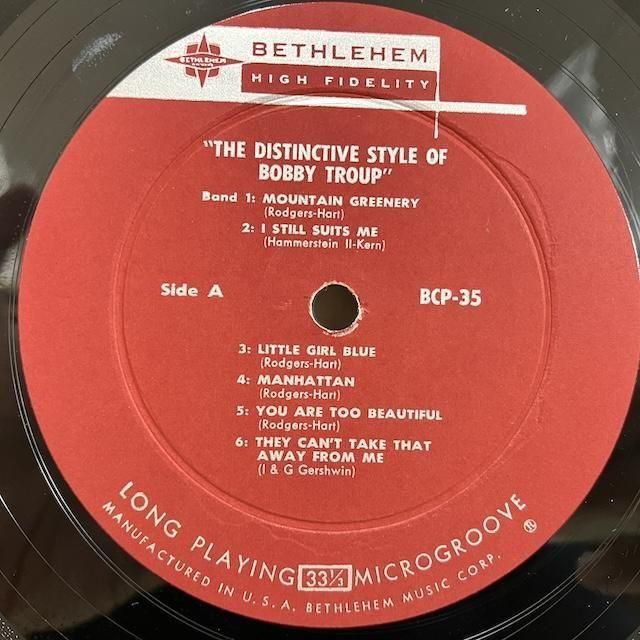 BETHLEHEM
BETHLEHEM
HIGH FIDELITY
"THE DISTINCTIVE STYLE OF
BOBBY TROUP"
Band 1: MOUNTAIN GREENERY
(Rodgers-Hart)
2: I STILL SUITS ME
(Hammerstein II-Kern)
Side A
BCP-35
3: LITTLE GIRL BLUE
(Rodgers-Hart)
4: MANHATTAN
(Rodgers-Hart)
5: YOU ARE TOO BEAUTIFUL
(Rodgers-Hart)
6: THEY CAN'T TAKE THAT
AWAY FROM ME
(I & G Gershwin)
LONG PLAYING 33⅓ MICROGROOVE ®
MANUFACTURED IN U.S.A. BETHLEHEM MUSIC CORP.